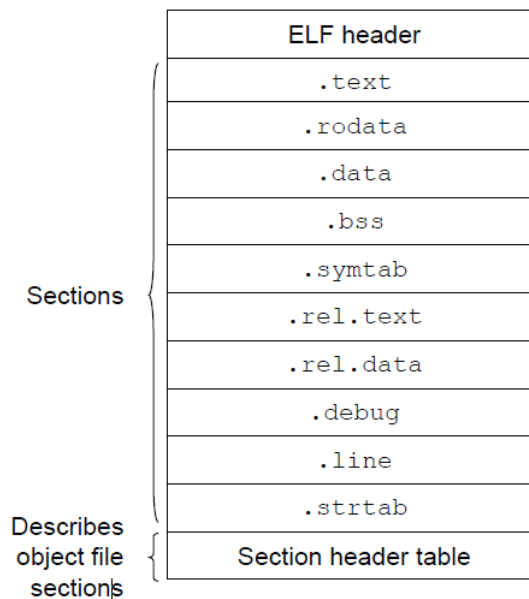 ELF header
.text
.rodata
.data
.bss
.symtab
.rel.text
.rel.data
.debug
.line
.strtab
Section header table
Sections
Describes
object file
sections